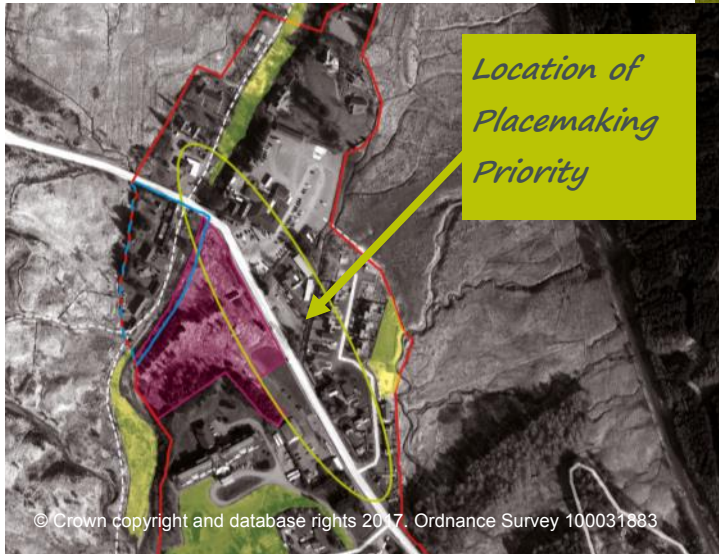 Location of
Placemaking
Priority
© Crown copyright and database rights 2017. Ordnance Survey 100031883